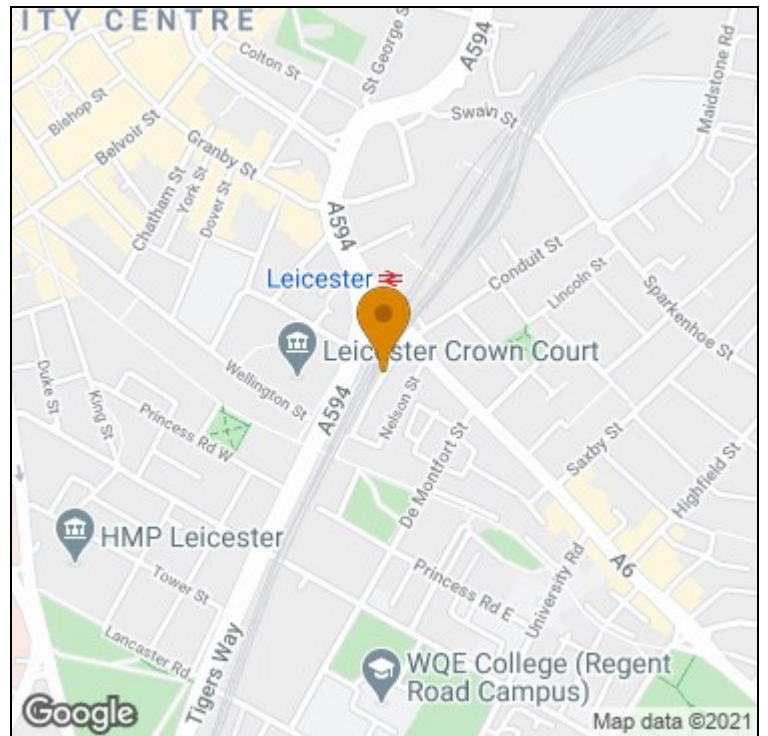 ITY CENTRE
Colton St
St George St
A594
Swain St
Maidstone Rd
Bishop St
Belvoir St
Granby St
York St
Chatham St
Dover St
A594
Conduit St
Lincoln St
Leicester
Sparkenhoe St
Leicester Crown Court
Wellington St
A594
Nelson St
Duke St
King St
Princess Rd W
De Montfort St
Saxby St
Highfield St
HMP Leicester
Princess Rd E
University Rd
A6
Tower St
Lancaster Rd
Tigers Way
WQE College (Regent
Road Campus)
Google
Map data ©2021